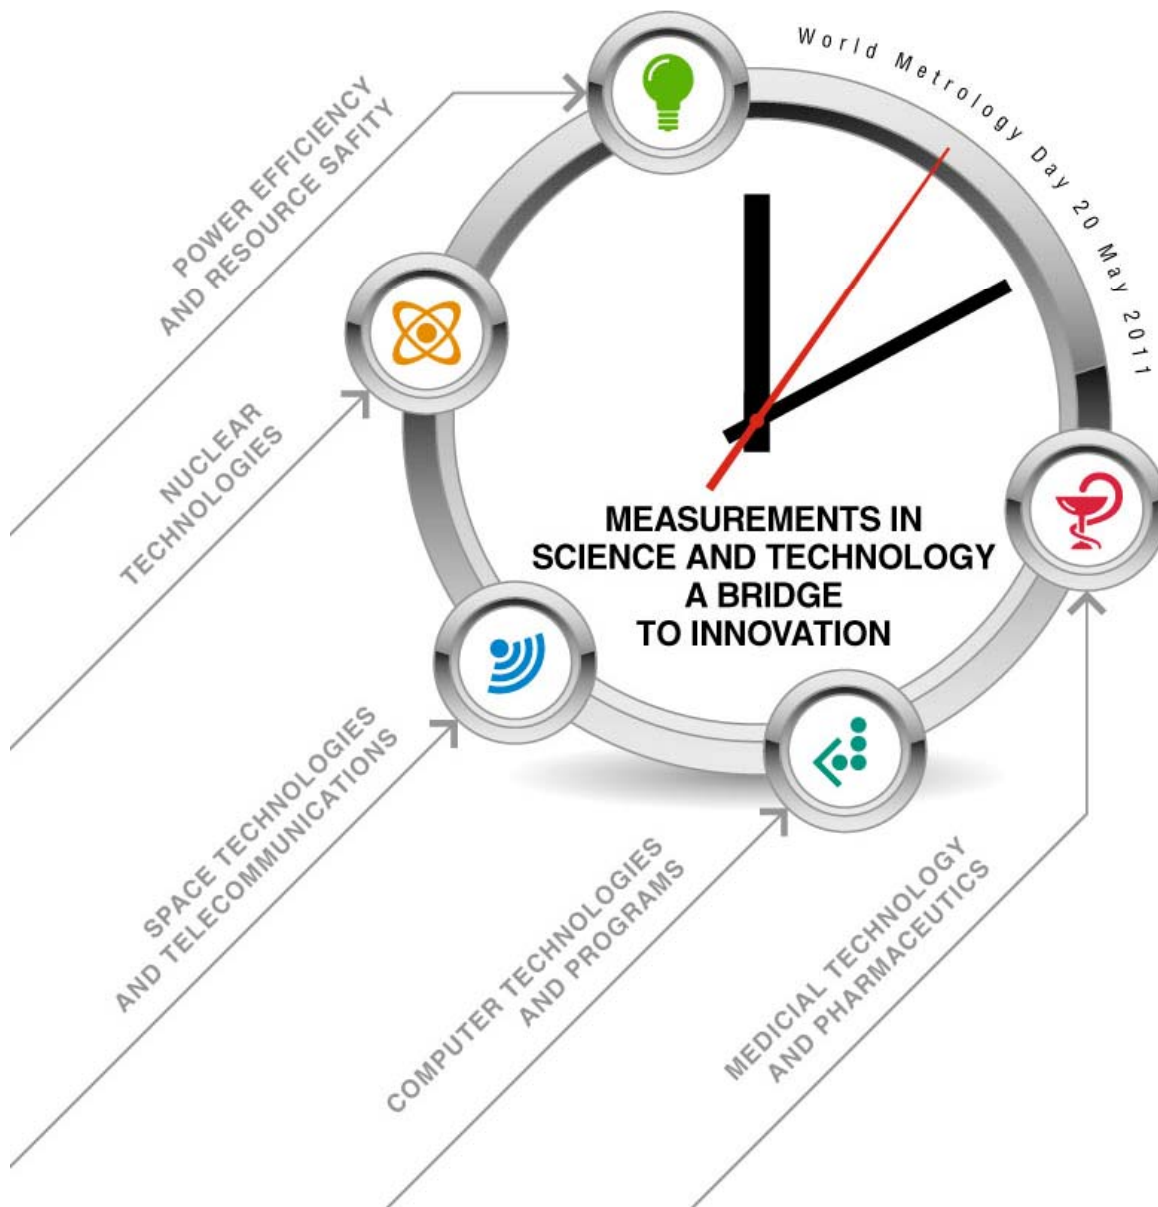 World Metrology Day 20 May 2011
POWER EFFICIENCY
AND RESOURCE SAFITY
NUCLEAR
TECHNOLOGIES
MEASUREMENTS IN
SCIENCE AND TECHNOLOGY
A BRIDGE
TO INNOVATION
SPACE TECHNOLOGIES
AND TELECOMMUNICATIONS
COMPUTER TECHNOLOGIES
AND PROGRAMS
MEDICIAL TECHNOLOGY
AND PHARMACEUTICS